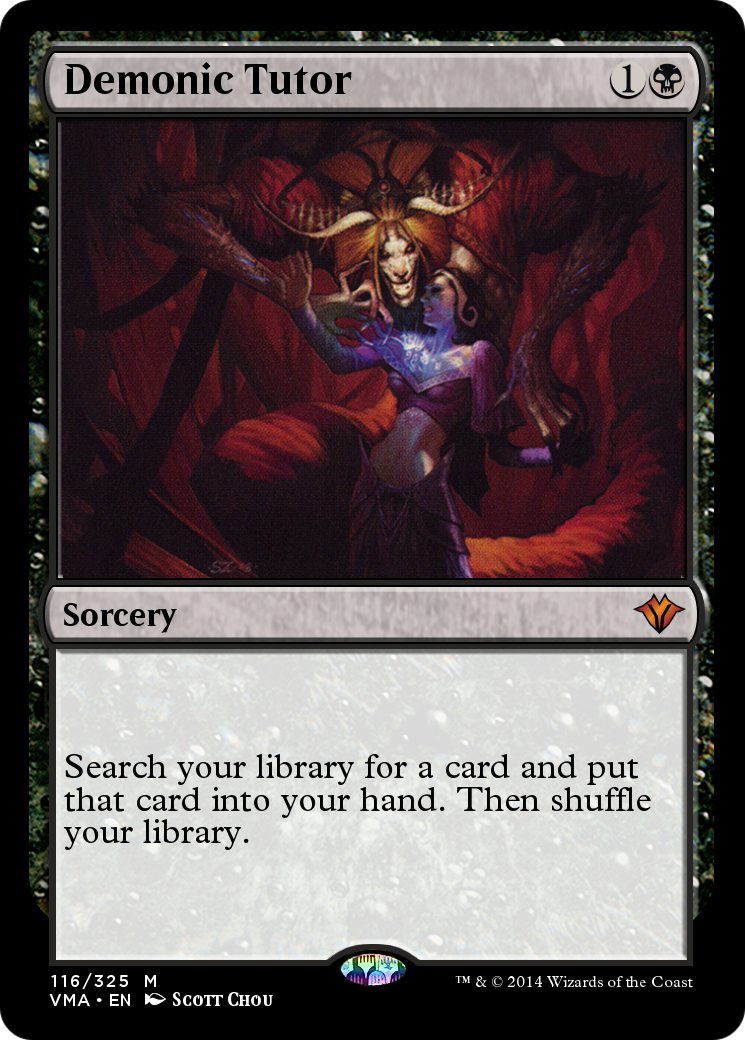 Demonic Tutor 1
Sorcery
Search your library for a card and put
that card into your hand. Then shuffle
your library.
116/325 M
VMA • EN Scott Chou
™ & © 2014 Wizards of the Coast